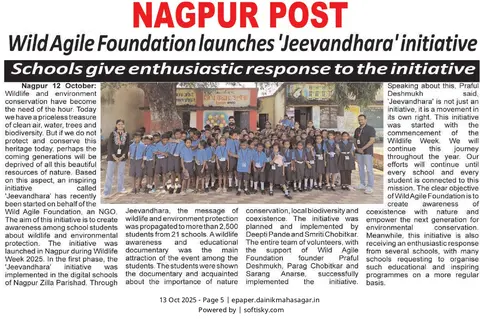 NAGPUR POST
Wild Agile Foundation launches 'Jeevandhara' initiative
Schools give enthusiastic response to the initiative
Nagpur 12 October:
Wildlife and environment
conservation have become
the need of the hour. Today
we have a priceless treasure
of clean air, water, trees and
biodiversity. But if we do not
protect and conserve this
heritage today, perhaps the
coming generations will be
deprived of all this beautiful
resources of nature. Based
on this aspect, an inspiring
initiative called
'Jeevandhara' has recently
been started on behalf of the
Wild Agile Foundation, an NGO.
The aim of this initiative is to create
awareness among school students
about wildlife conservation and
environmental protection. The
initiative was launched in
Nagpur during Wildlife
Week 2025. In the first phase, the
'Jeevandhara' initiative was
implemented in the digital schools
of Nagpur Zilla Parishad. Through
Jeevandhara, the message of
wildlife and environment protection
was propagated to more than 2,500
students from 21 schools. A wildlife
awareness and educational
documentary was the main
attraction of the event among the
students. The students were shown
the documentary and acquainted
about the importance of nature
conservation, local biodiversity and
coexistence. The initiative was
planned and implemented by
Deepti Pande and Smriti Chobitkar.
The entire team of volunteers, with
the support of Wild Agile
Foundation founder Praful
Deshmukh, Parag Chobitkar and
Sarang Anarse, successfully
implemented the initiative.
Speaking about this, Praful
Deshmukh said,
'Jeevandhara' is not just an
initiative, it is a movement in
its own right. This initiative
was started with the
commencement of the
Wildlife Week. We will
continue this journey
throughout the year. Our
efforts will continue until
every school and every
student is connected to this
mission. The clear objective
of Wild Agile Foundation is to
create awareness of
coexistence with nature and
empower the next generation for
environmental conservation.
Meanwhile, this initiative is also
receiving an enthusiastic response
from several schools, with many
schools requesting to organise
such educational and inspiring
programmes on a more regular
basis.
13 Oct 2025 - Page 5 | epaper.dainikmahasagar.in
Powered by | softisky.com